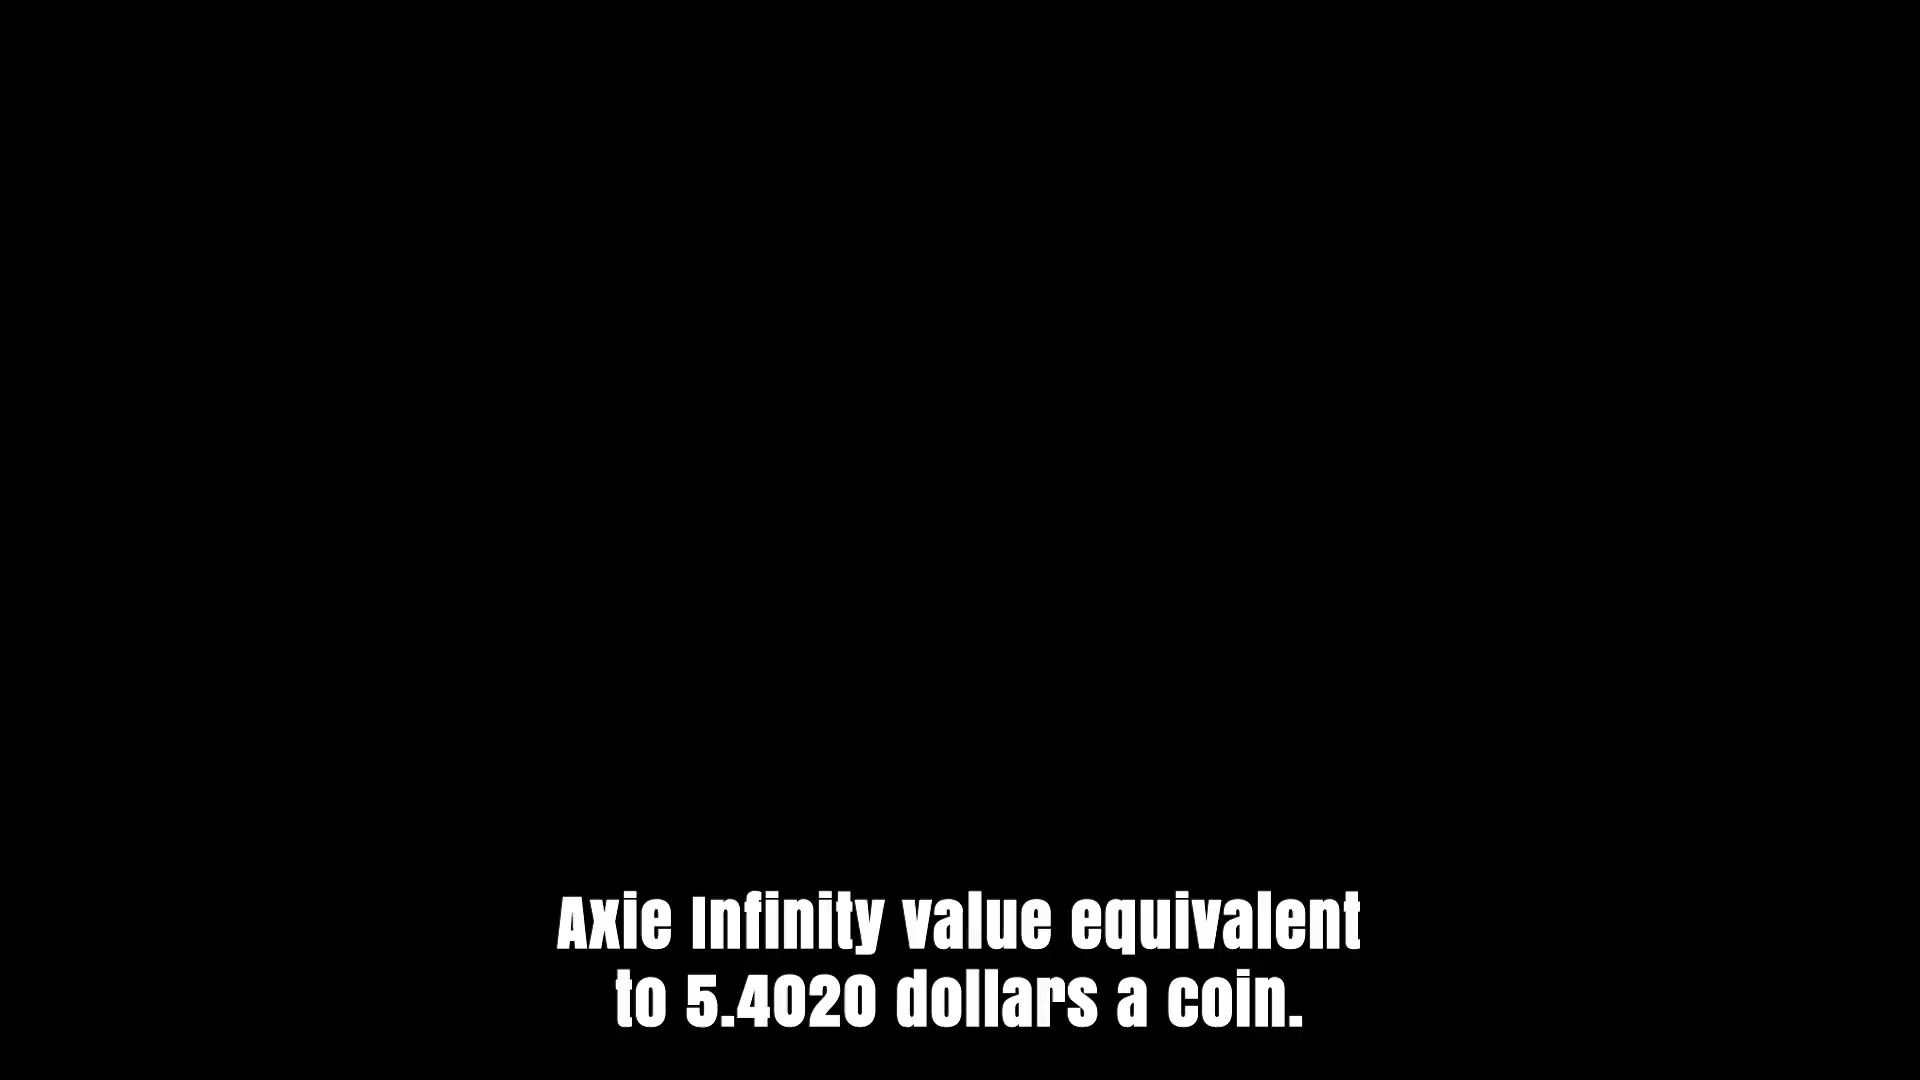 Axie Infinity value equivalent
to 5.4020 dollars a coin.